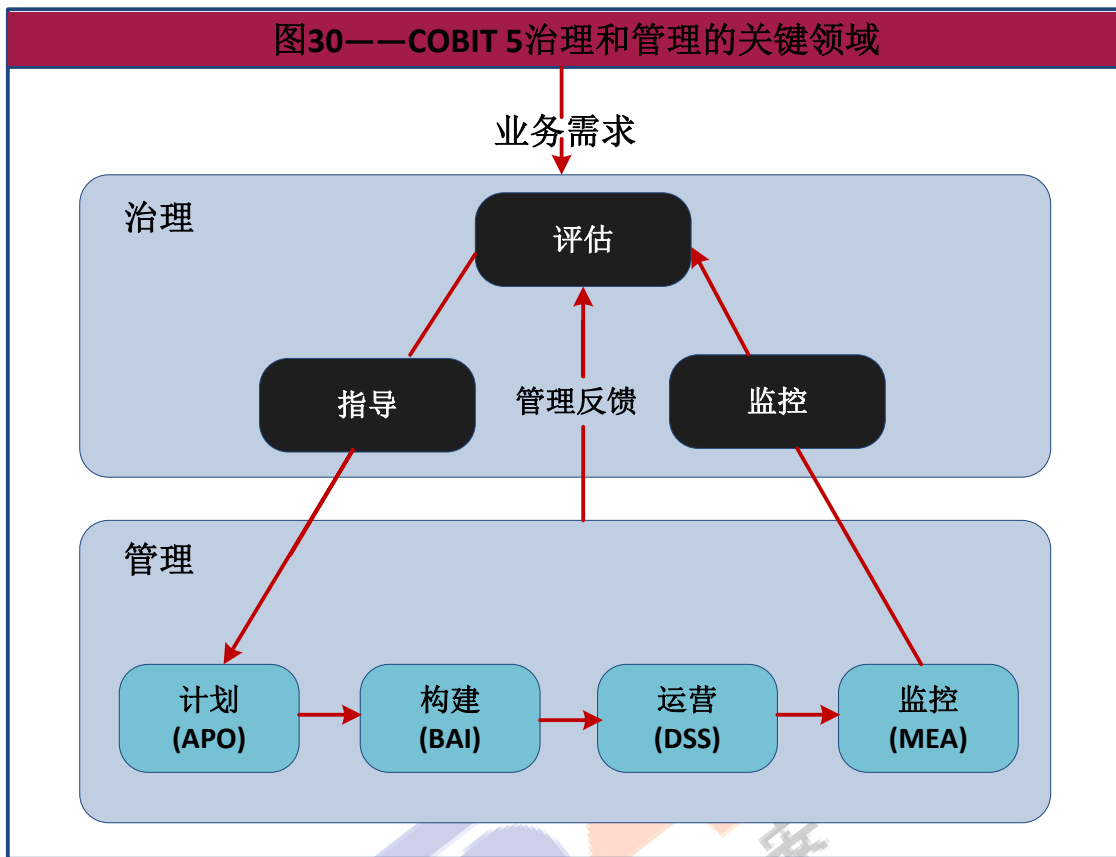 图30——COBIT 5治理和管理的关键领域
业务需求
治理
评估
指导
管理反馈
监控
管理
计划
(APO)
构建
(BAI)
运营
(DSS)
监控
(MEA)